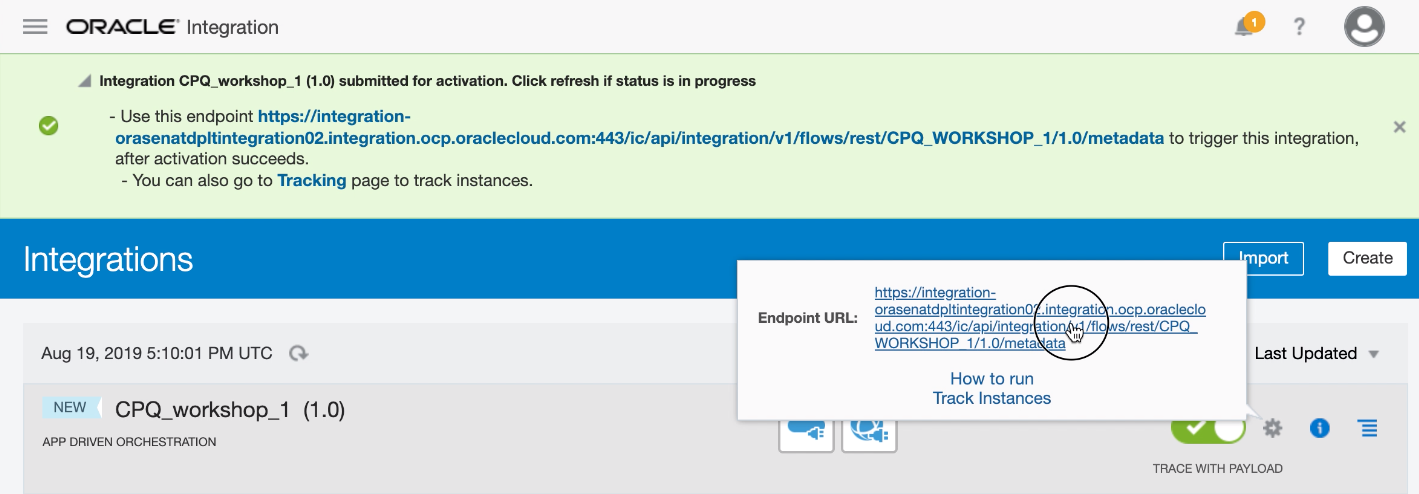 ORACLE Integration
1
?
Integration CPQ_workshop_1 (1.0) submitted for activation. Click refresh if status is in progress
- Use this endpoint https://integration-
orasenatdpltintegration02.integration.ocp.oraclecloud.com:443/ic/api/integration/v1/flows/rest/CPQ_WORKSHOP_1/1.0/metadata to trigger this integration,
after activation succeeds.
- You can also go to Tracking page to track instances.
Integrations
Import
Create
Endpoint URL:
https://integration-
orasenatdpltintegration02.integration.ocp.oraclecло
ud.com:443/ic/api/integration/v1/flows/rest/CPQ_
WORKSHOP_1/1.0/metadata
How to run
Track Instances
Aug 19, 2019 5:10:01 PM UTC
Last Updated
NEW
CPQ_workshop_1 (1.0)
APP DRIVEN ORCHESTRATION
TRACE WITH PAYLOAD